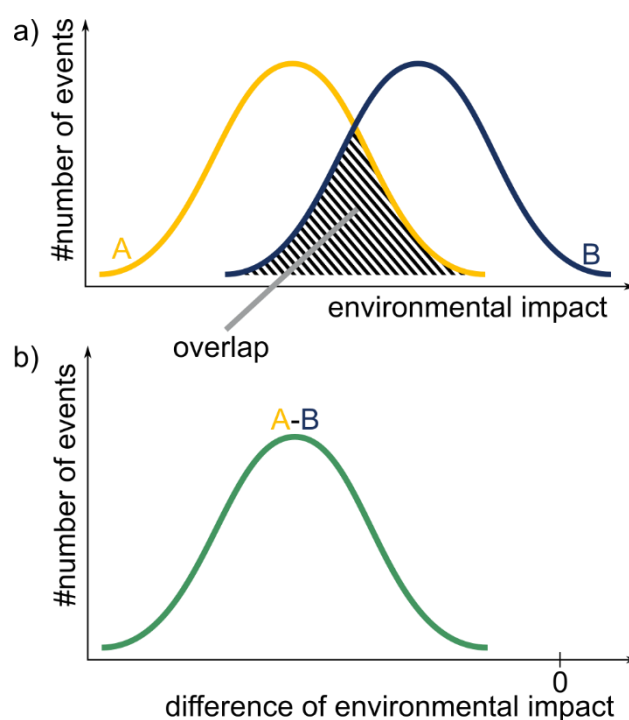 a)
#number of events
A
B
environmental impact
overlap
b)
#number of events
A-B
0
difference of environmental impact